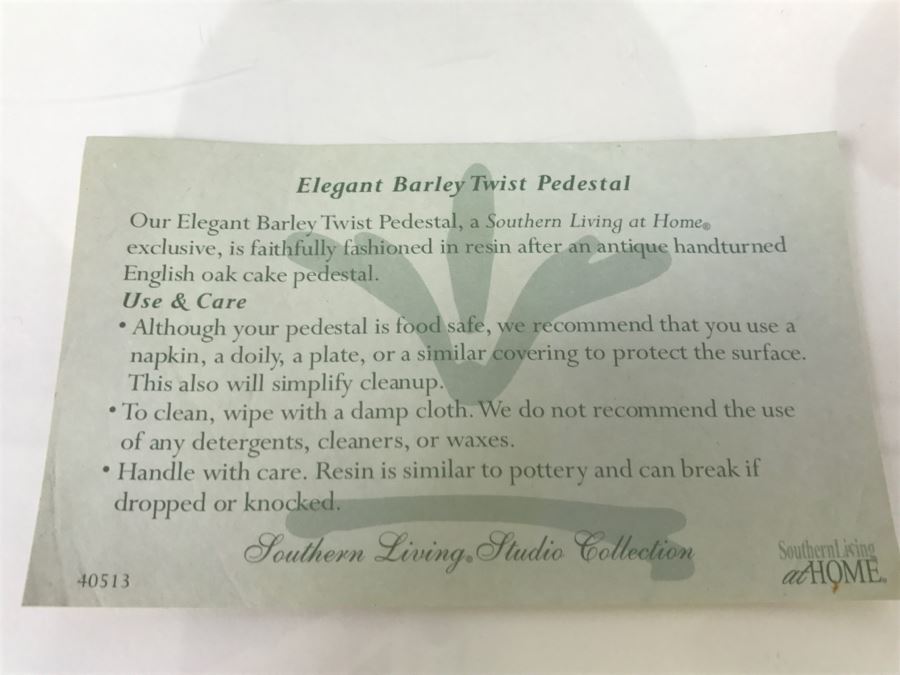 Elegant Barley Twist Pedestal
Our Elegant Barley Twist Pedestal, a Southern Living at Home®
exclusive, is faithfully fashioned in resin after an antique handturned
English oak cake pedestal.
Use & Care
• Although your pedestal is food safe, we recommend that you use a
napkin, a doily, a plate, or a similar covering to protect the surface.
This also will simplify cleanup.
• To clean, wipe with a damp cloth. We do not recommend the use
of any detergents, cleaners, or waxes.
• Handle with care. Resin is similar to pottery and can break if
dropped or knocked.
Southern Living® Studio Collection
40513
Southern Living
at HOME®